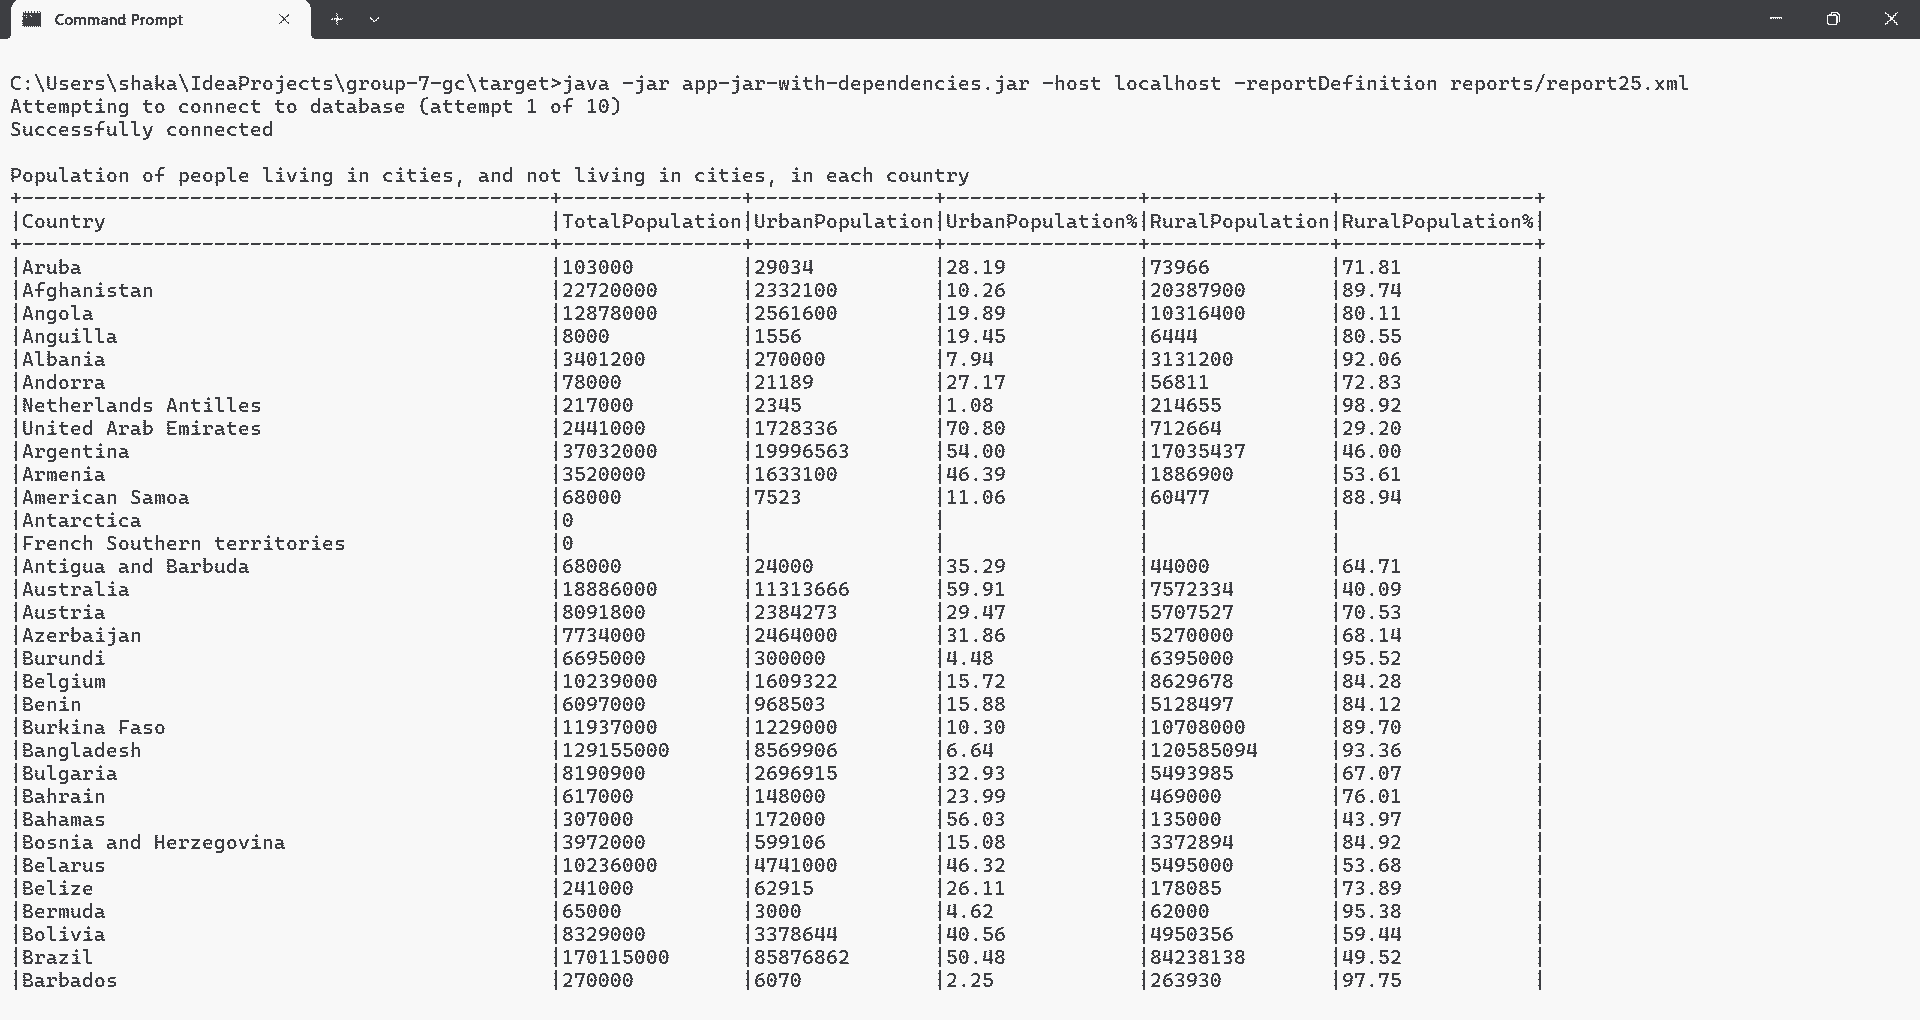 Command Prompt
C:\Users\shaka\IdeaProjects\group-7-gc\target>java -jar app-jar-with-dependencies.jar -host localhost -reportDefinition reports/report25.xml
Attempting to connect to database (attempt 1 of 10)
Successfully connected
Population of people living in cities, and not living in cities, in each country
+--------------------------------------------+---------------+---------------+----------------+---------------+----------------+
|Country                                     |TotalPopulation|UrbanPopulation|UrbanPopulation%|RuralPopulation|RuralPopulation%|
+--------------------------------------------+---------------+---------------+----------------+---------------+----------------+
|Aruba                                       |103000         |29034          |28.19           |73966          |71.81           |
|Afghanistan                                 |22720000       |2332100        |10.26           |20387900       |89.74           |
|Angola                                      |12878000       |2561600        |19.89           |10316400       |80.11           |
|Anguilla                                    |8000           |1556           |19.45           |6444           |80.55           |
|Albania                                     |3401200        |270000         |7.94            |3131200        |92.06           |
|Andorra                                     |78000          |21189          |27.17           |56811          |72.83           |
|Netherlands Antilles                        |217000         |2345           |1.08            |214655         |98.92           |
|United Arab Emirates                        |2441000        |1728336        |70.80           |712664         |29.20           |
|Argentina                                   |37032000       |19996563       |54.00           |17035437       |46.00           |
|Armenia                                     |3520000        |1633100        |46.39           |1886900        |53.61           |
|American Samoa                              |68000          |7523           |11.06           |60477          |88.94           |
|Antarctica                                  |0              |               |                |               |                |
|French Southern territories                 |0              |               |                |               |                |
|Antigua and Barbuda                         |68000          |24000          |35.29           |44000          |64.71           |
|Australia                                   |18886000       |11313666       |59.91           |7572334        |40.09           |
|Austria                                     |8091800        |2384273        |29.47           |5707527        |70.53           |
|Azerbaijan                                  |7734000        |2464000        |31.86           |5270000        |68.14           |
|Burundi                                     |6695000        |300000         |4.48            |6395000        |95.52           |
|Belgium                                     |10239000       |1609322        |15.72           |8629678        |84.28           |
|Benin                                       |6097000        |968503         |15.88           |5128497        |84.12           |
|Burkina Faso                                |11937000       |1229000        |10.30           |10708000       |89.70           |
|Bangladesh                                  |129155000      |8569906        |6.64            |120585094      |93.36           |
|Bulgaria                                    |8190900        |2696915        |32.93           |5493985        |67.07           |
|Bahrain                                     |617000         |148000         |23.99           |469000         |76.01           |
|Bahamas                                     |307000         |172000         |56.03           |135000         |43.97           |
|Bosnia and Herzegovina                      |3972000        |599106         |15.08           |3372894        |84.92           |
|Belarus                                     |10236000       |4741000        |46.32           |5495000        |53.68           |
|Belize                                      |241000         |62915          |26.11           |178085         |73.89           |
|Bermuda                                     |65000          |3000           |4.62            |62000          |95.38           |
|Bolivia                                     |8329000        |3378644        |40.56           |4950356        |59.44           |
|Brazil                                      |170115000      |85876862       |50.48           |84238138       |49.52           |
|Barbados                                    |270000         |6070           |2.25            |263930         |97.75           |